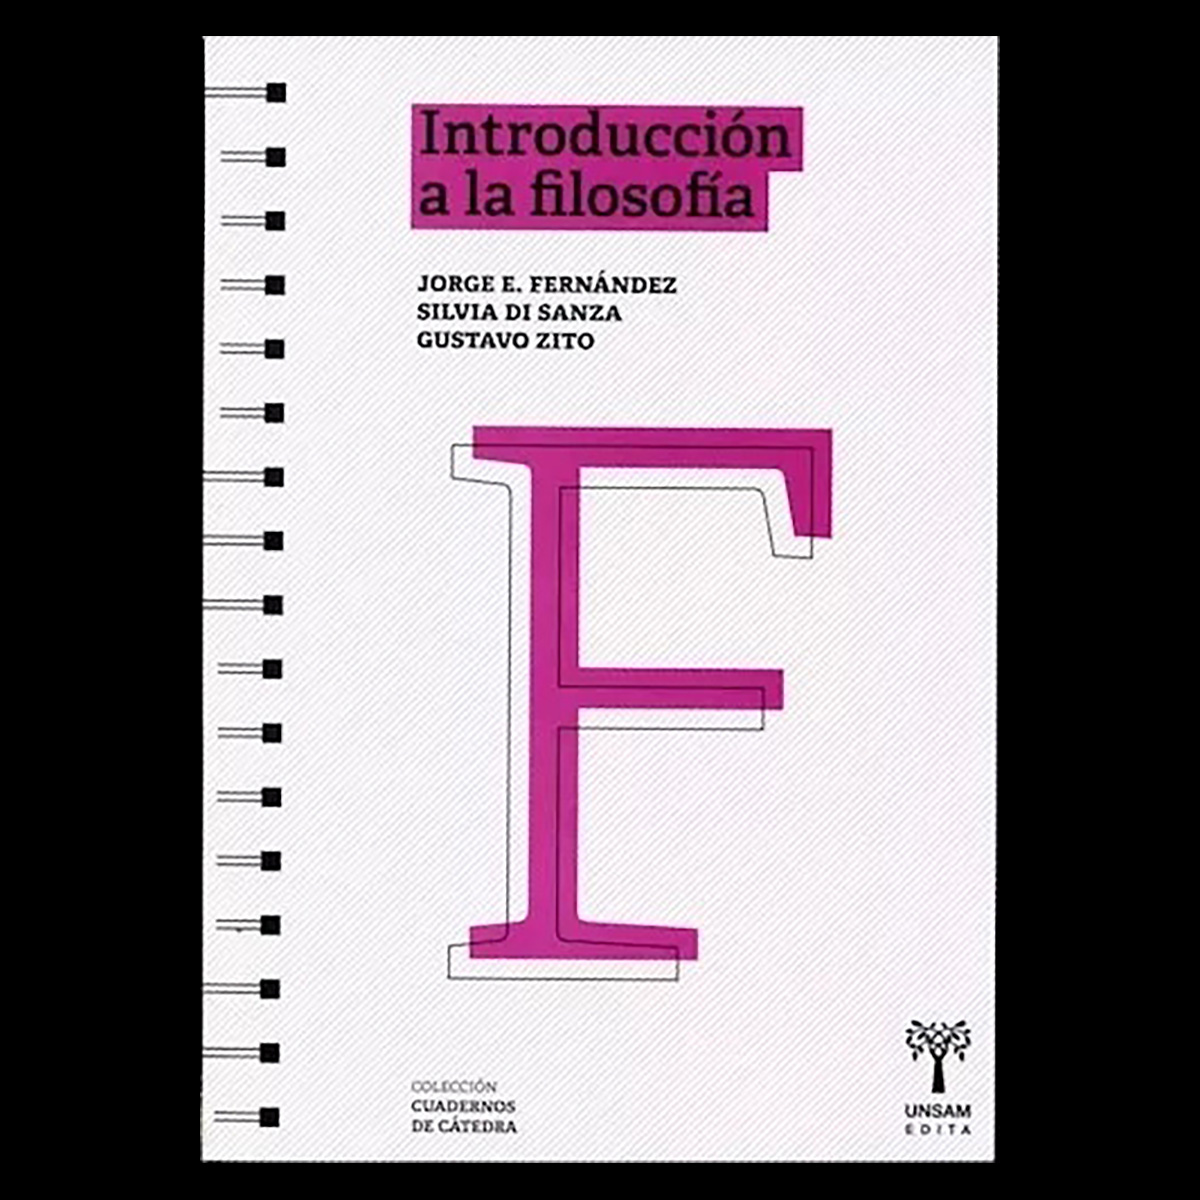 Introducción
a la filosofía
JORGE E. FERNÁNDEZ
SILVIA DI SANZA
GUSTAVO ZITO
F
COLECCIÓN
CUADERNOS
DE CÁTEDRA
UNSAM
EDITA